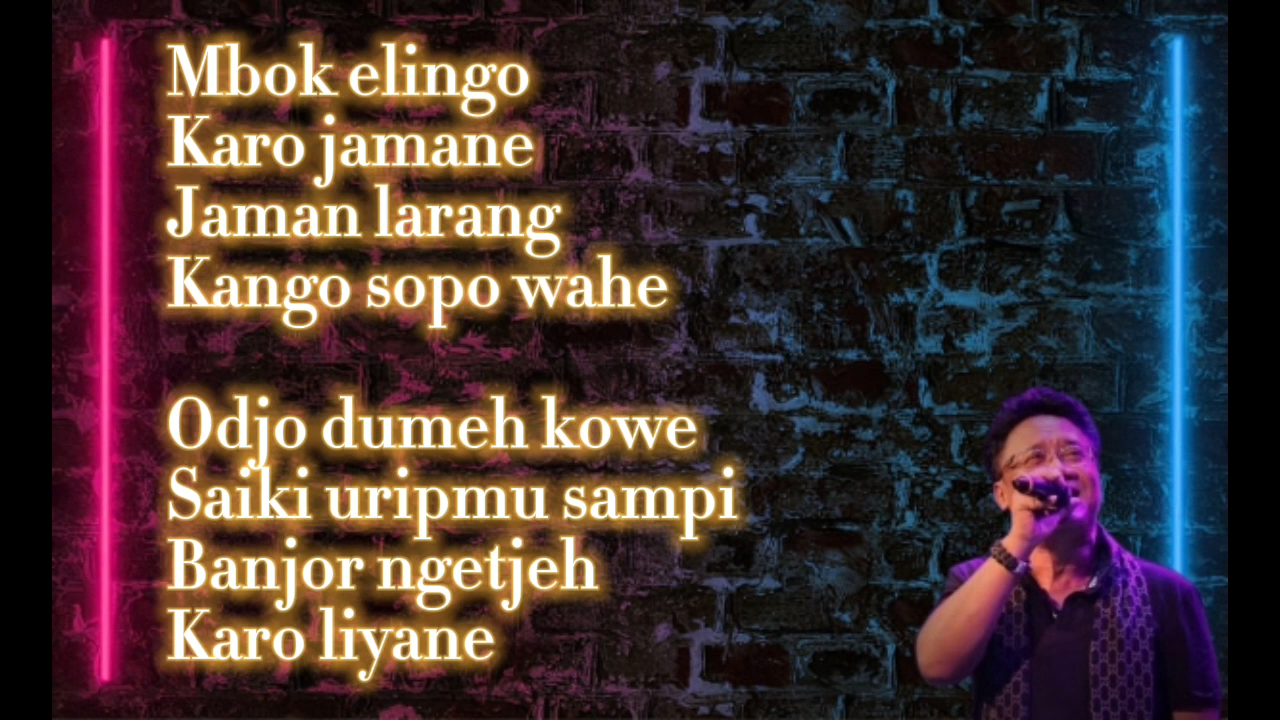 Mbok elingo
Karo jamane
Jaman larang
Kango sopo wahe
Odjo dumeh kowe
Saiki uripmu sampi
Banjor ngetjeh
Karo liyane